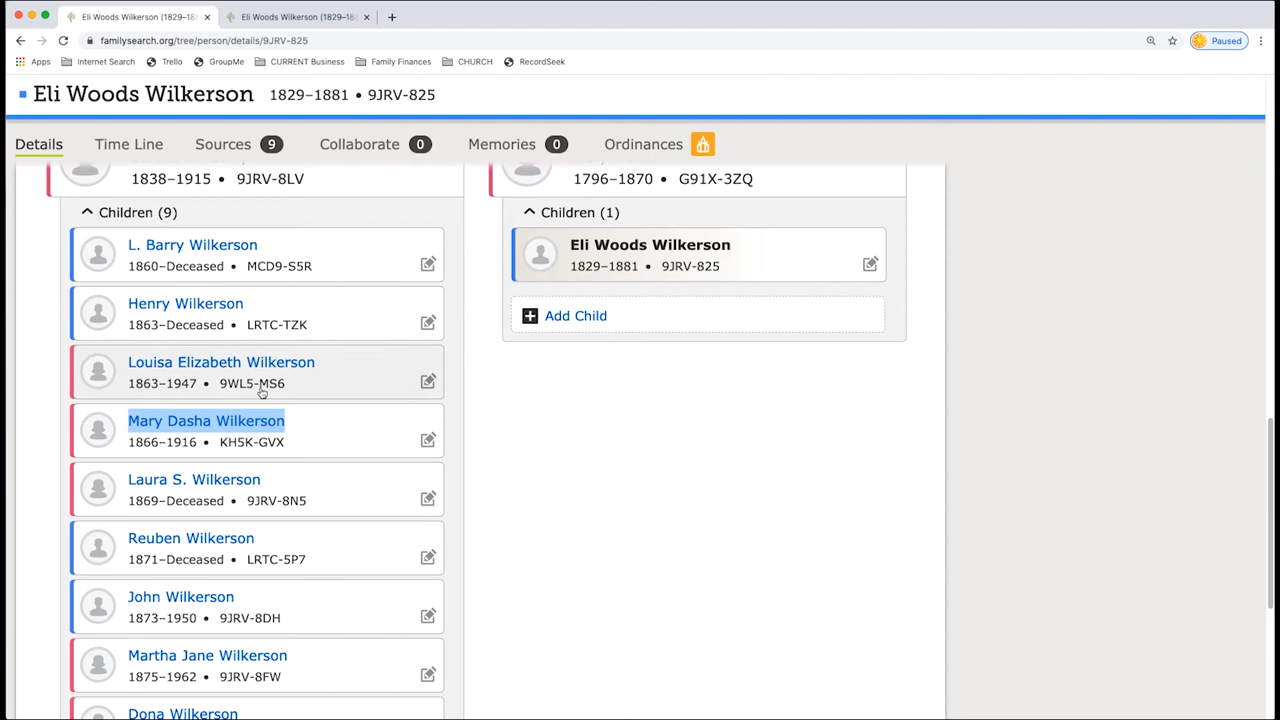 Eli Woods Wilkerson (1829–18
Eli Woods Wilkerson (1829–18
familysearch.org/tree/person/details/9JRV-825
Paused
Apps
Internet Search
Trello
GroupMe
CURRENT Business
Family Finances
CHURCH
RecordSeek
Eli Woods Wilkerson 1829–1881 • 9JRV-825
Details
Time Line
Sources 9
Collaborate 0
Memories 0
Ordinances
1838–1915 • 9JRV-8LV
Children (9)
L. Barry Wilkerson
1860–Deceased • MCD9-S5R
Henry Wilkerson
1863–Deceased • LRTC-TZK
Louisa Elizabeth Wilkerson
1863–1947 • 9WL5-MS6
Mary Dasha Wilkerson
1866–1916 • KH5K-GVX
Laura S. Wilkerson
1869–Deceased • 9JRV-8N5
Reuben Wilkerson
1871–Deceased • LRTC-5P7
John Wilkerson
1873–1950 • 9JRV-8DH
Martha Jane Wilkerson
1875–1962 • 9JRV-8FW
Dona Wilkerson
1796–1870 • G91X-3ZQ
Children (1)
Eli Woods Wilkerson
1829–1881 • 9JRV-825
Add Child